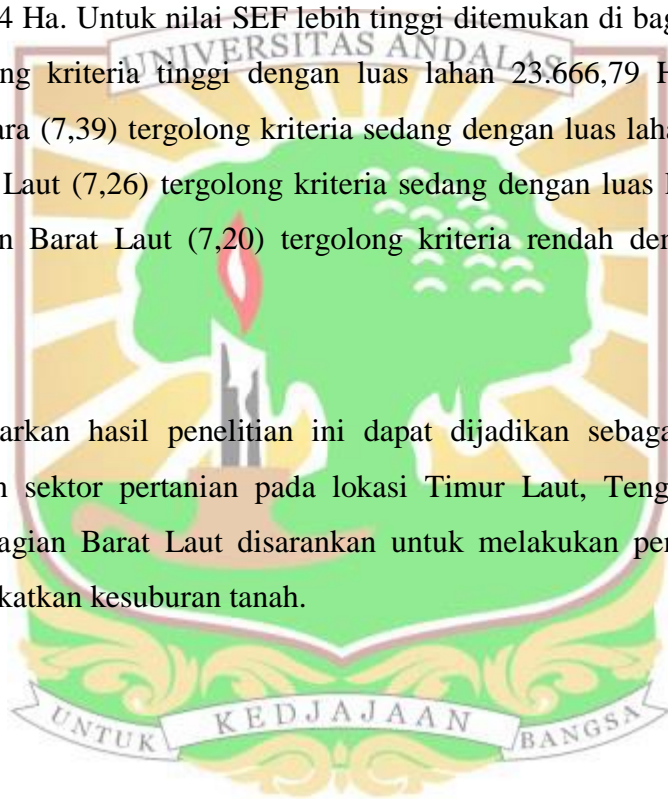 4 Ha. Untuk nilai SEF lebih tinggi ditemukan di bag
UNIVERSITAS ANDALAS
ng kriteria tinggi dengan luas lahan 23.666,79 H
ara (7,39) tergolong kriteria sedang dengan luas laha
Laut (7,26) tergolong kriteria sedang dengan luas
n Barat Laut (7,20) tergolong kriteria rendah den
arkan hasil penelitian ini dapat dijadikan sebaga
n sektor pertanian pada lokasi Timur Laut, Teng
agian Barat Laut disarankan untuk melakukan pe
katkan kesuburan tanah.
UNTUK KEDJAJAAN BANGSA